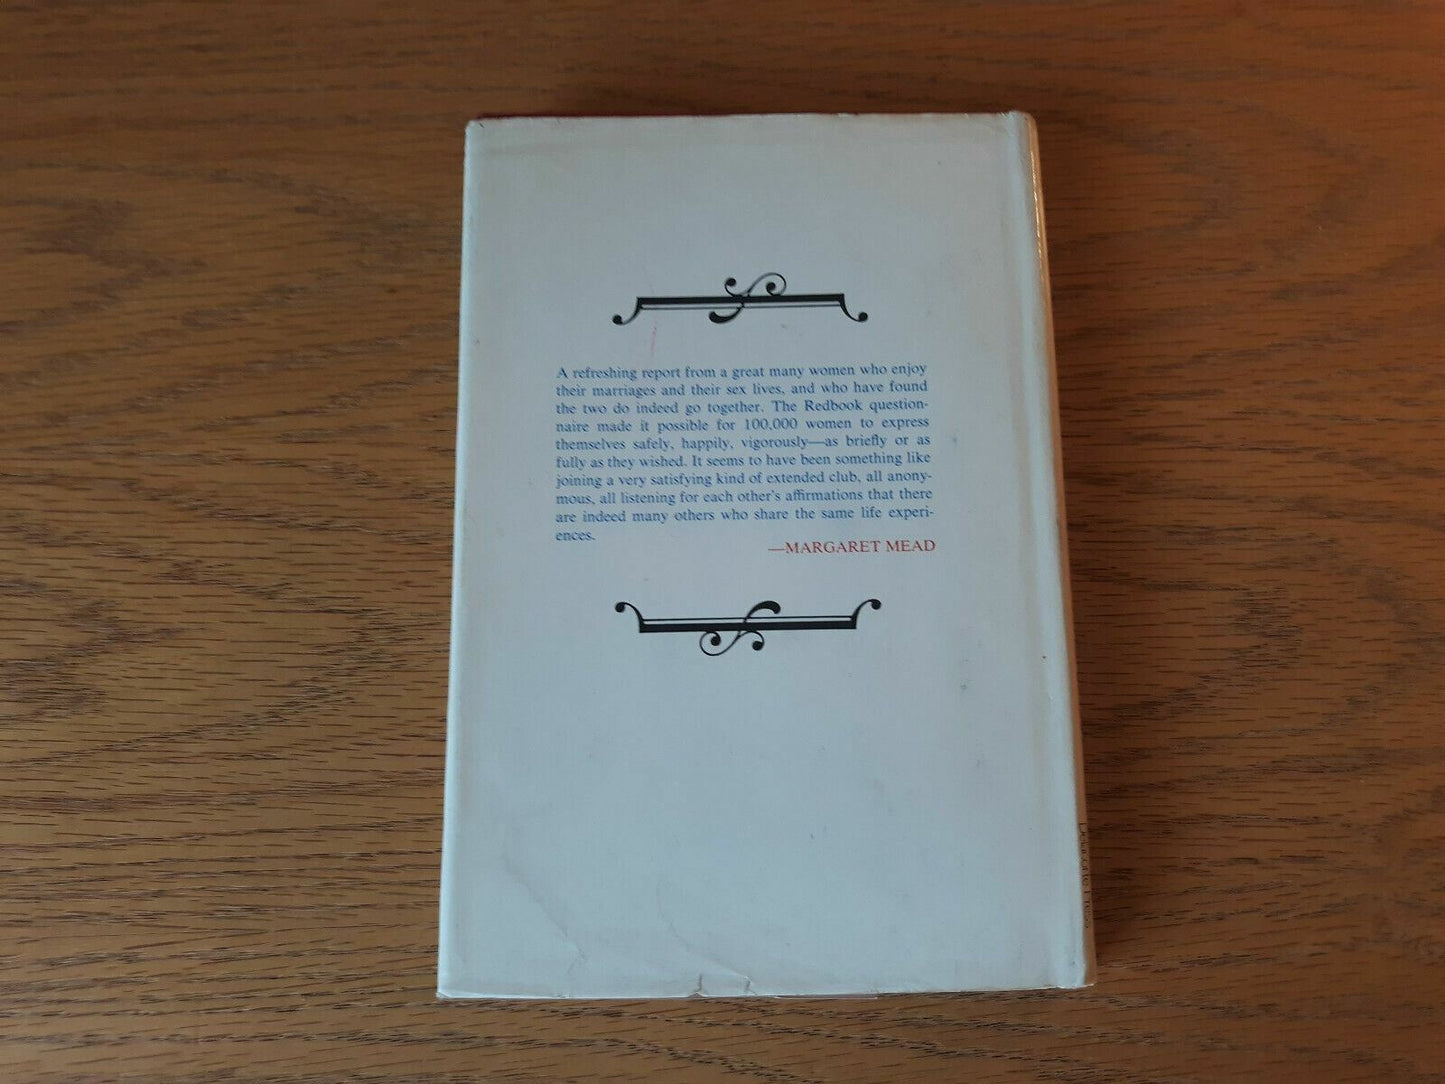 A refreshing report from a great many women who enjoy
their marriages and their sex lives, and who have found
the two do indeed go together. The Redbook question-
naire made it possible for 100,000 women to express
themselves safely, happily, vigorously—as briefly or as
fully as they wished. It seems to have been something like
joining a very satisfying kind of extended club, all anony-
mous, all listening for each other's affirmations that there
are indeed many others who share the same life experi-
ences.
—MARGARET MEAD